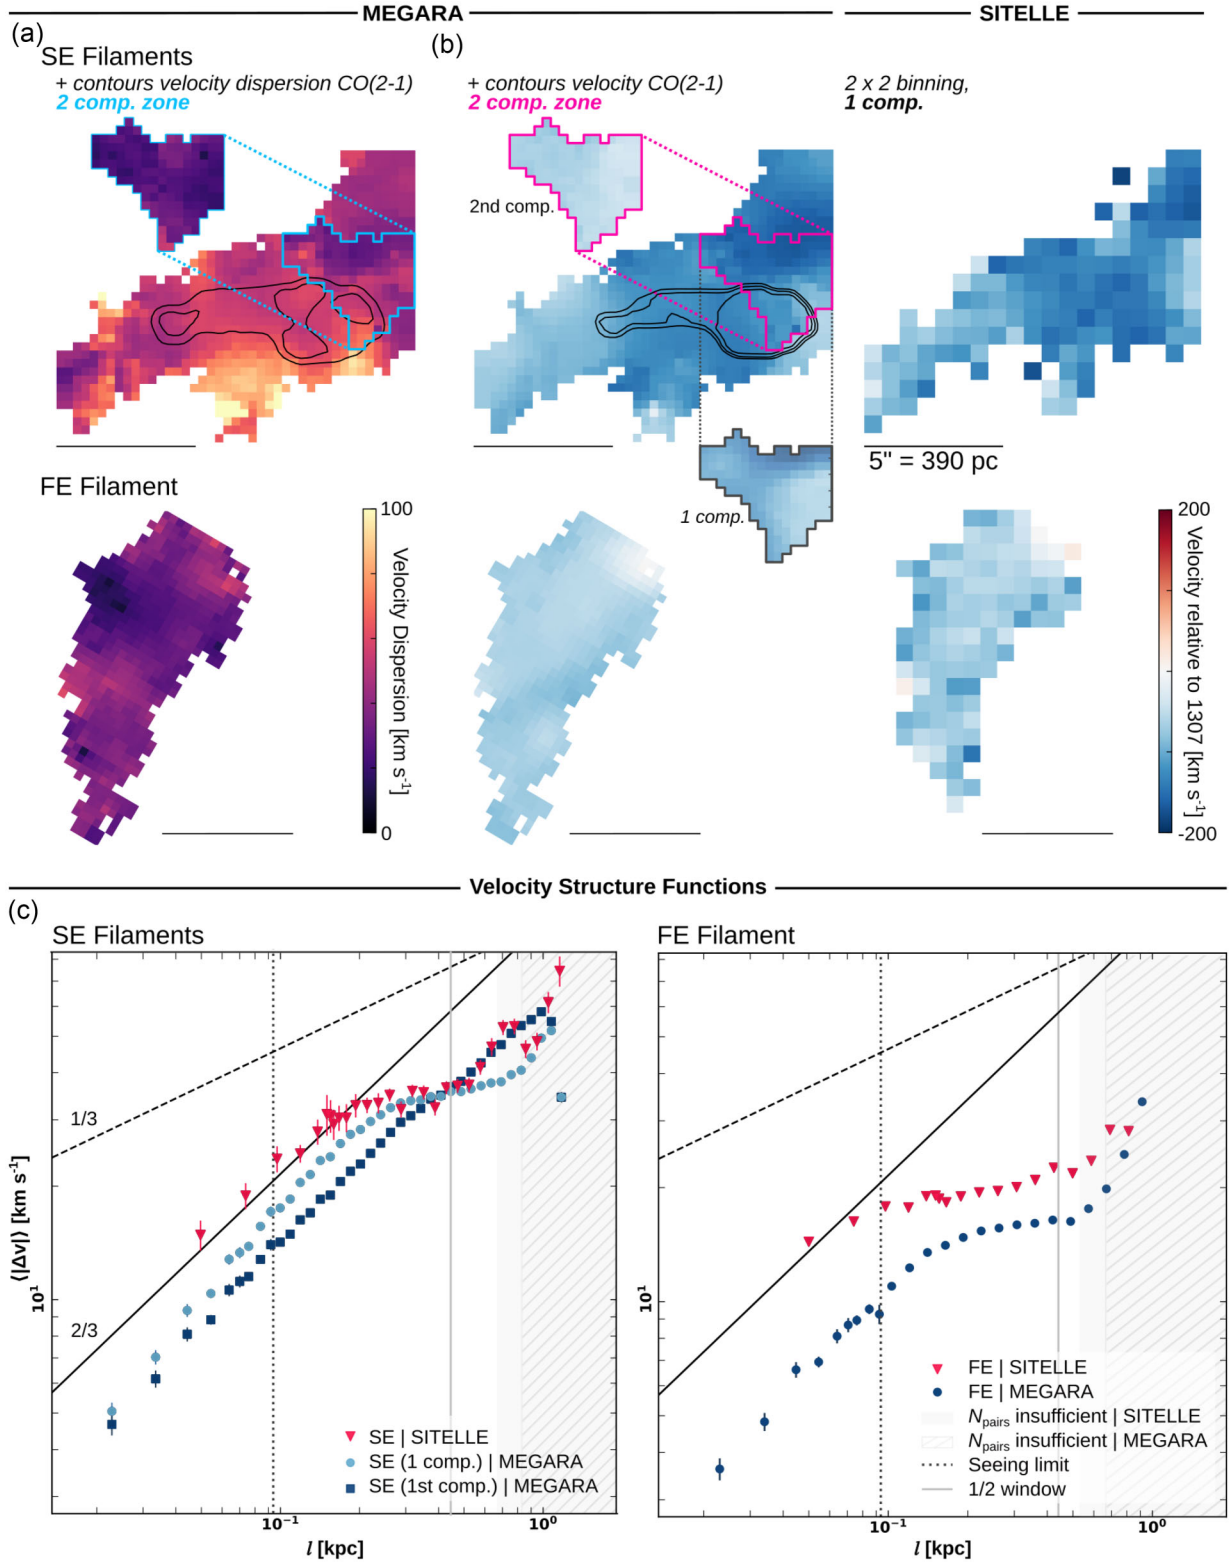 MEGARA
SITELLE
(a)
SE Filaments
+ contours velocity dispersion CO(2-1)
2 comp. zone
(b)
+ contours velocity CO(2-1)
2 comp. zone
2nd comp.
2 x 2 binning,
1 comp.
5" = 390 pc
1 comp.
FE Filament
100
Velocity Dispersion [km s⁻¹]
0
200
Velocity relative to 1307 [km s⁻¹]
-200
Velocity Structure Functions
(c)
SE Filaments
1/3
2/3
⟨|Δv|⟩ [km s⁻¹]
10¹
SE | SITELLE
SE (1 comp.) | MEGARA
SE (1st comp.) | MEGARA
10⁻¹
10⁰
l [kpc]
FE Filament
10¹
FE | SITELLE
FE | MEGARA
Npairs insufficient | SITELLE
Npairs insufficient | MEGARA
Seeing limit
1/2 window
10⁻¹
10⁰
l [kpc]